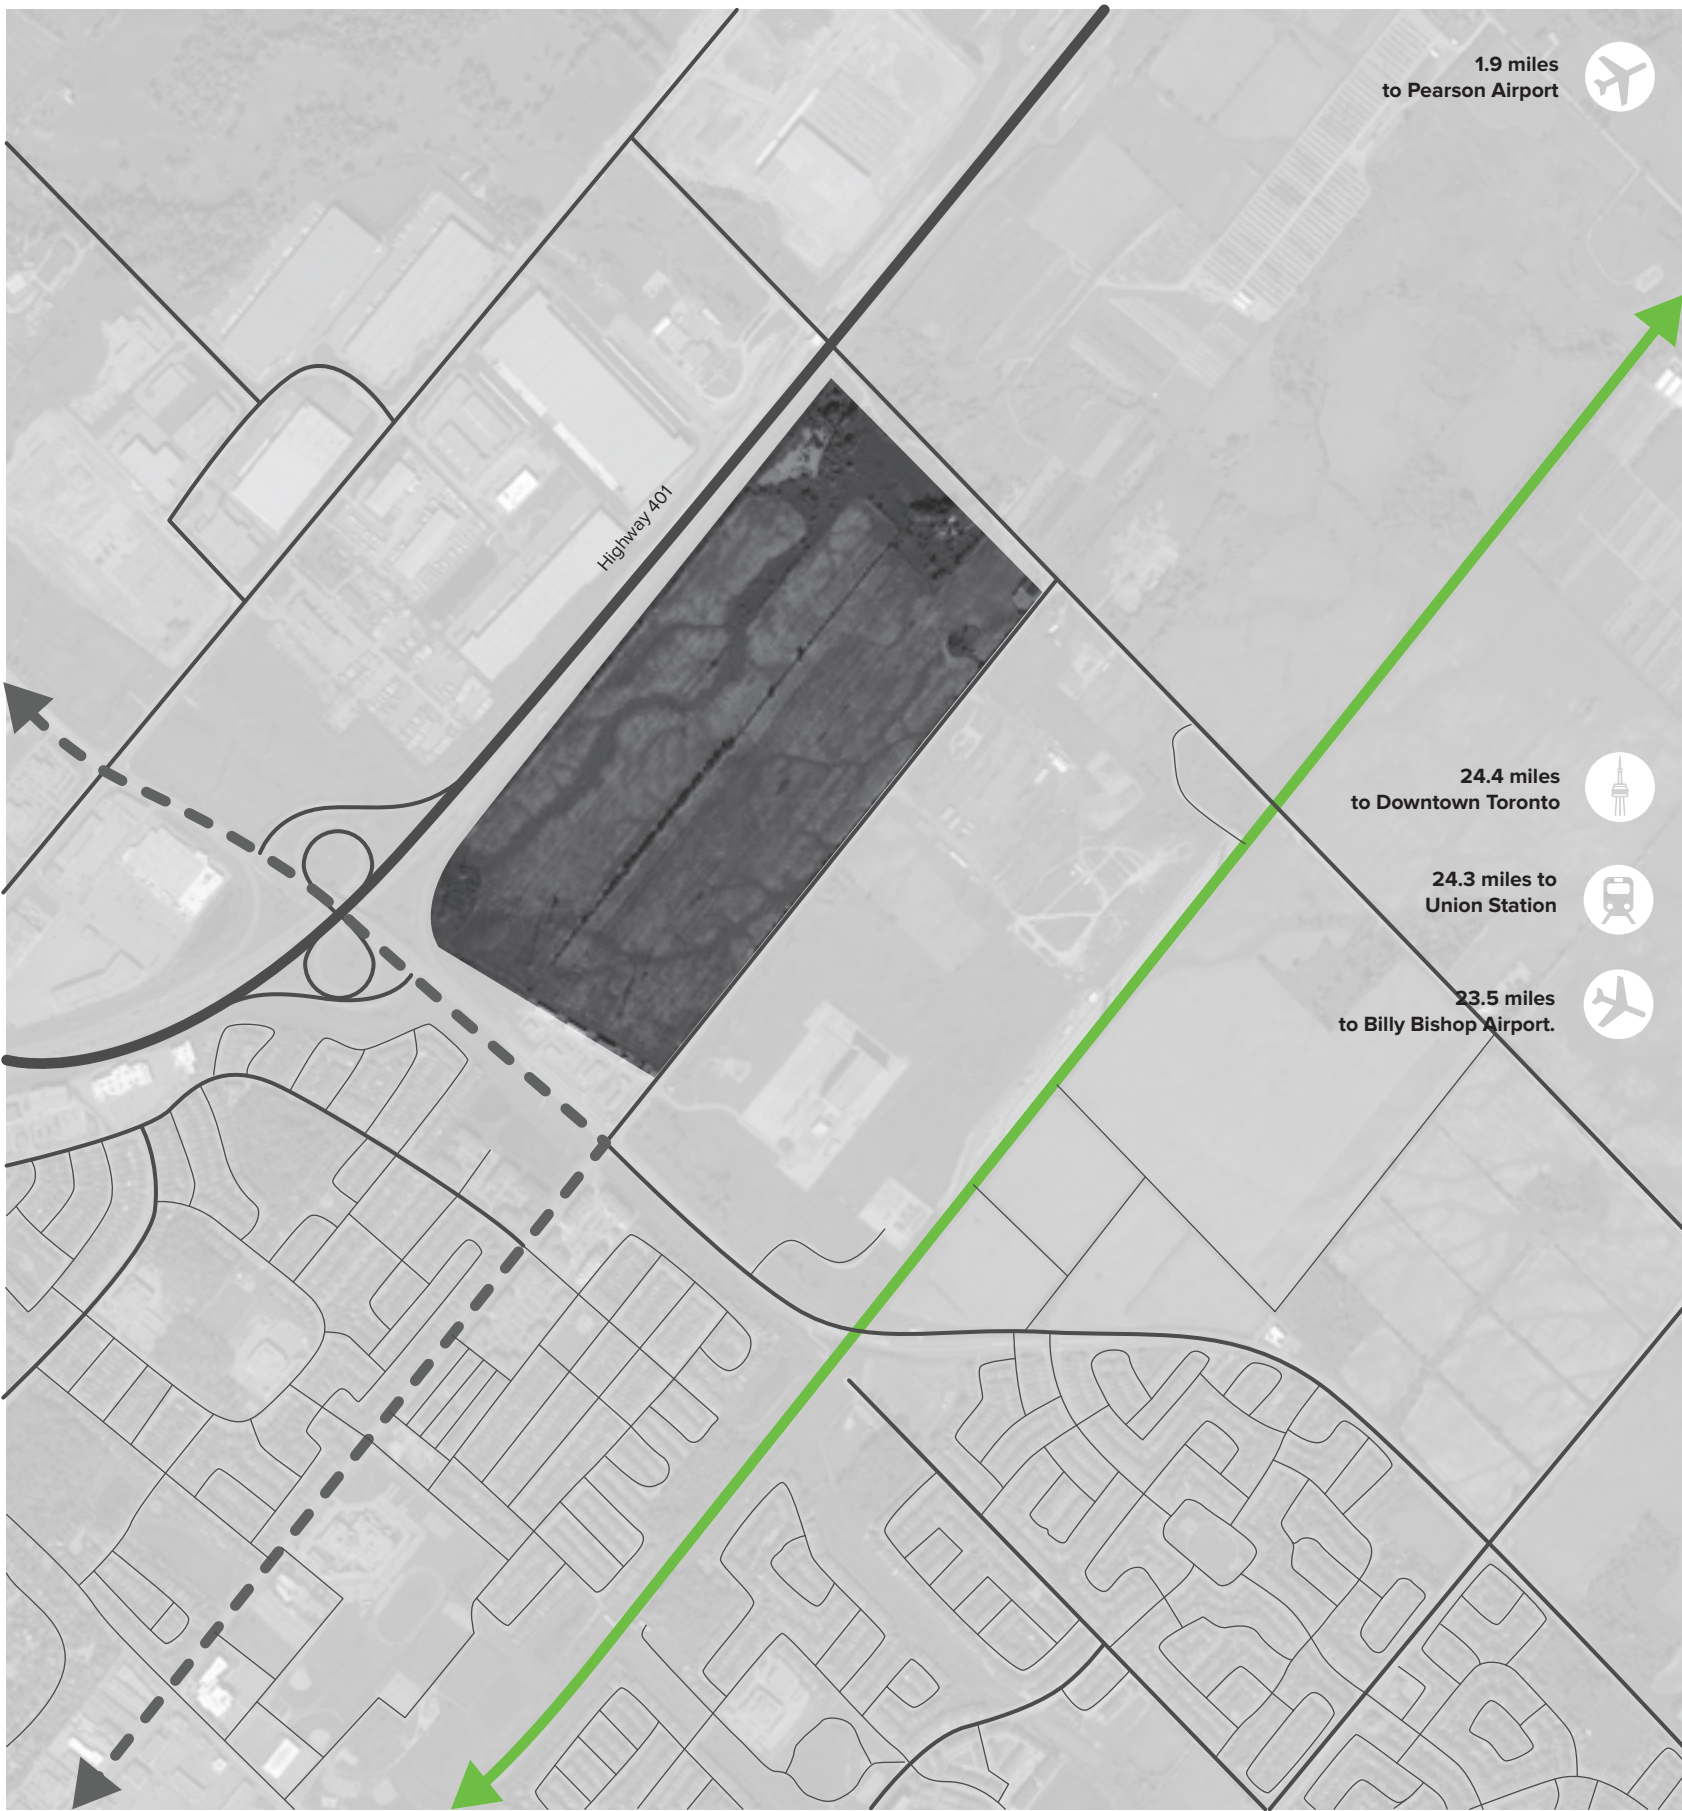 1.9 miles
to Pearson Airport
Highway 401
24.4 miles
to Downtown Toronto
24.3 miles to
Union Station
23.5 miles
to Billy Bishop Airport.